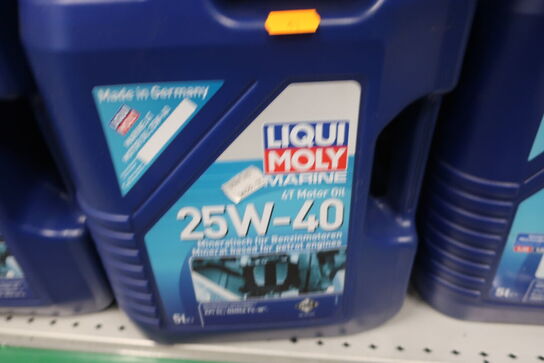 Made in Germany
LIQUI
MOLY
MARINE
4T Motor Oil
25W-40
Mineralisch für Benzinmotoren
Mineral based for petrol engines
5L
5L